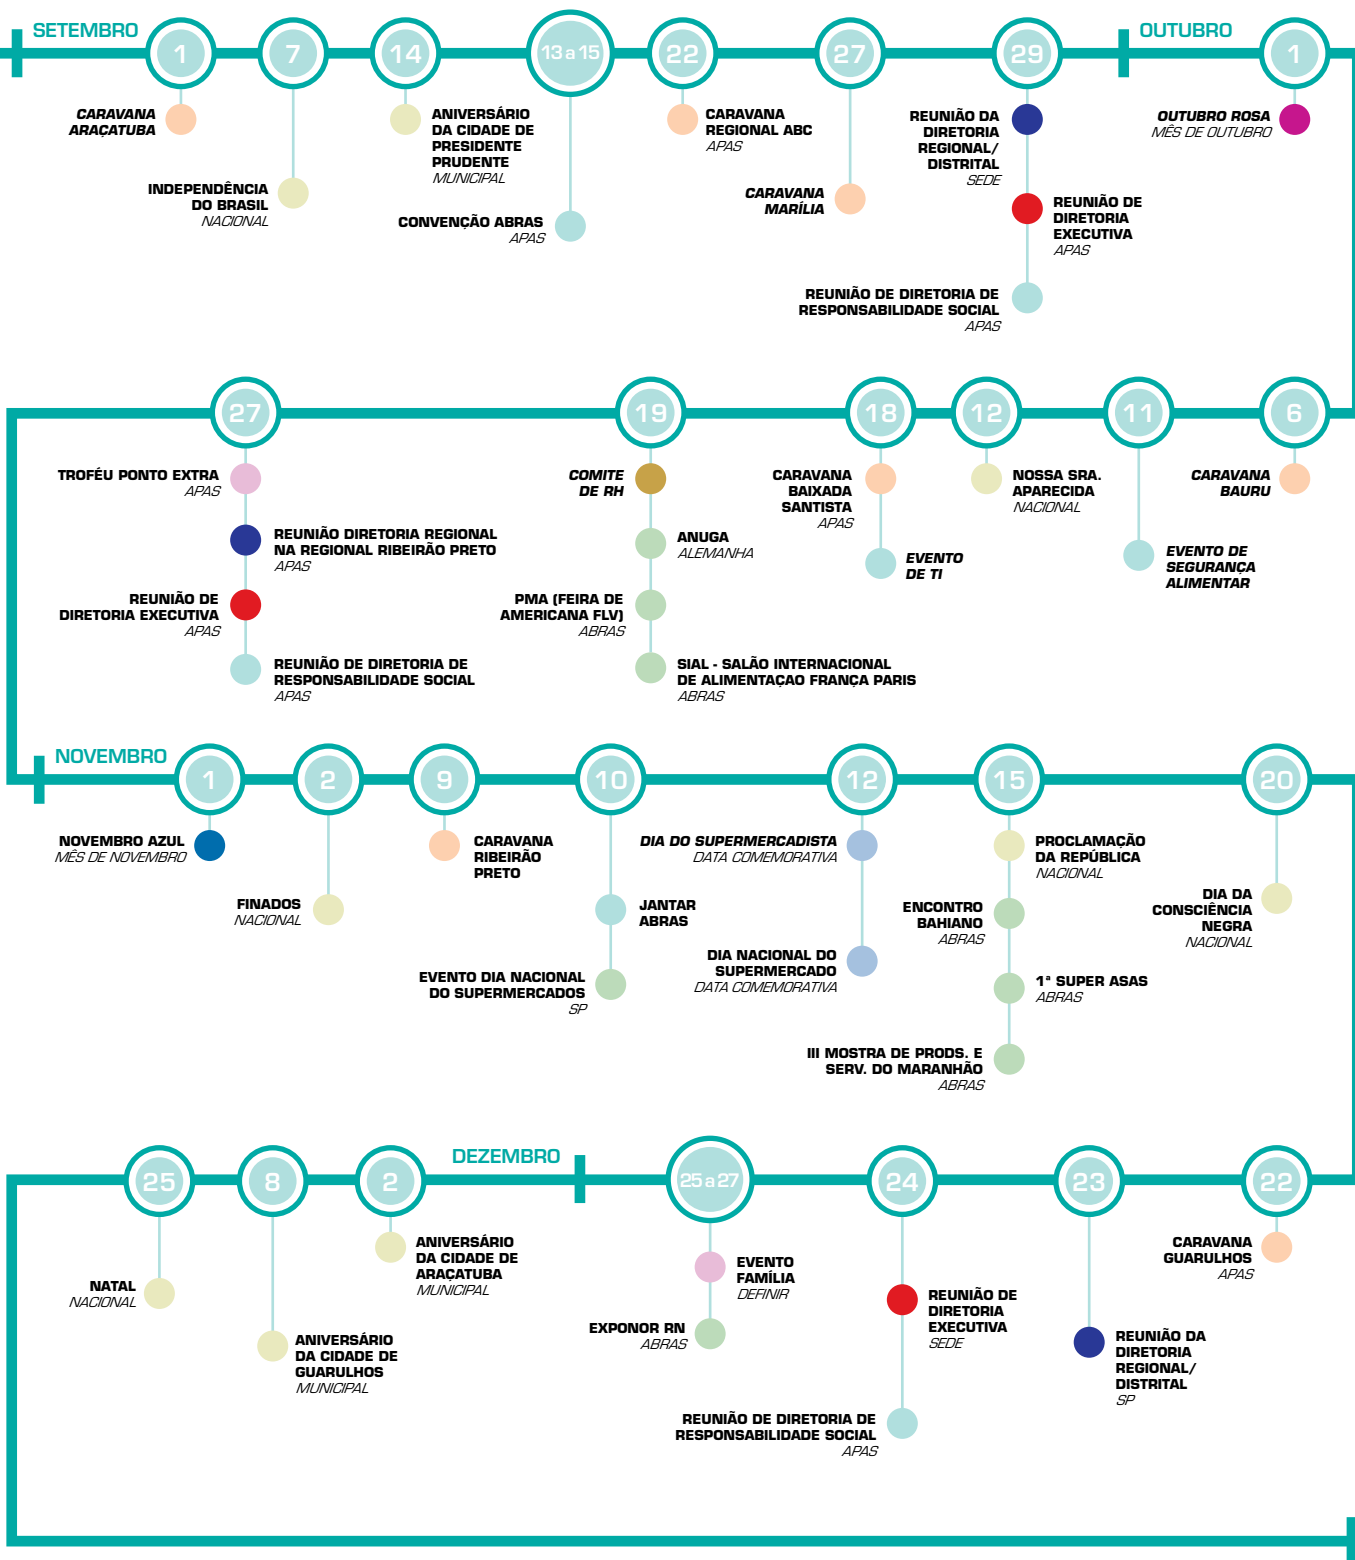 SETEMBRO
1
CARAVANA
ARAÇATUBA
7
INDEPENDÊNCIA
DO BRASIL
NACIONAL
14
ANIVERSÁRIO
DA CIDADE DE
PRESIDENTE
PRUDENTE
MUNICIPAL
13 a 15
CONVENÇÃO ABRAS
APAS
22
CARAVANA
REGIONAL ABC
APAS
27
CARAVANA
MARÍLIA
29
REUNIÃO DA
DIRETORIA
REGIONAL/
DISTRITAL
SEDE
REUNIÃO DE
DIRETORIA
EXECUTIVA
APAS
REUNIÃO DE DIRETORIA DE
RESPONSABILIDADE SOCIAL
APAS
OUTUBRO
1
OUTUBRO ROSA
MÊS DE OUTUBRO
6
CARAVANA
BAURU
11
EVENTO DE
SEGURANÇA
ALIMENTAR
12
NOSSA SRA.
APARECIDA
NACIONAL
18
CARAVANA
BAIXADA
SANTISTA
APAS
EVENTO
DE TI
19
COMITE
DE RH
ANUGA
ALEMANHA
PMA (FEIRA DE
AMERICANA FLV)
ABRAS
SIAL - SALÃO INTERNACIONAL
DE ALIMENTAÇAO FRANÇA PARIS
ABRAS
27
TROFÉU PONTO EXTRA
APAS
REUNIÃO DIRETORIA REGIONAL
NA REGIONAL RIBEIRÃO PRETO
APAS
REUNIÃO DE
DIRETORIA EXECUTIVA
APAS
REUNIÃO DE DIRETORIA DE
RESPONSABILIDADE SOCIAL
APAS
NOVEMBRO
1
NOVEMBRO AZUL
MÊS DE NOVEMBRO
2
FINADOS
NACIONAL
9
CARAVANA
RIBEIRÃO
PRETO
10
JANTAR
ABRAS
EVENTO DIA NACIONAL
DO SUPERMERCADOS
SP
12
DIA DO SUPERMERCADISTA
DATA COMEMORATIVA
DIA NACIONAL DO
SUPERMERCADO
DATA COMEMORATIVA
15
PROCLAMAÇÃO
DA REPÚBLICA
NACIONAL
ENCONTRO
BAHIANO
ABRAS
1ª SUPER ASAS
ABRAS
III MOSTRA DE PRODS. E
SERV. DO MARANHÃO
ABRAS
20
DIA DA
CONSCIÊNCIA
NEGRA
NACIONAL
22
CARAVANA
GUARULHOS
APAS
23
REUNIÃO DA
DIRETORIA
REGIONAL/
DISTRITAL
SP
24
REUNIÃO DE
DIRETORIA
EXECUTIVA
SEDE
REUNIÃO DE DIRETORIA DE
RESPONSABILIDADE SOCIAL
APAS
25 a 27
EVENTO
FAMÍLIA
DEFINIR
EXPONOR RN
ABRAS
DEZEMBRO
2
ANIVERSÁRIO
DA CIDADE DE
ARAÇATUBA
MUNICIPAL
8
ANIVERSÁRIO
DA CIDADE DE
GUARULHOS
MUNICIPAL
25
NATAL
NACIONAL